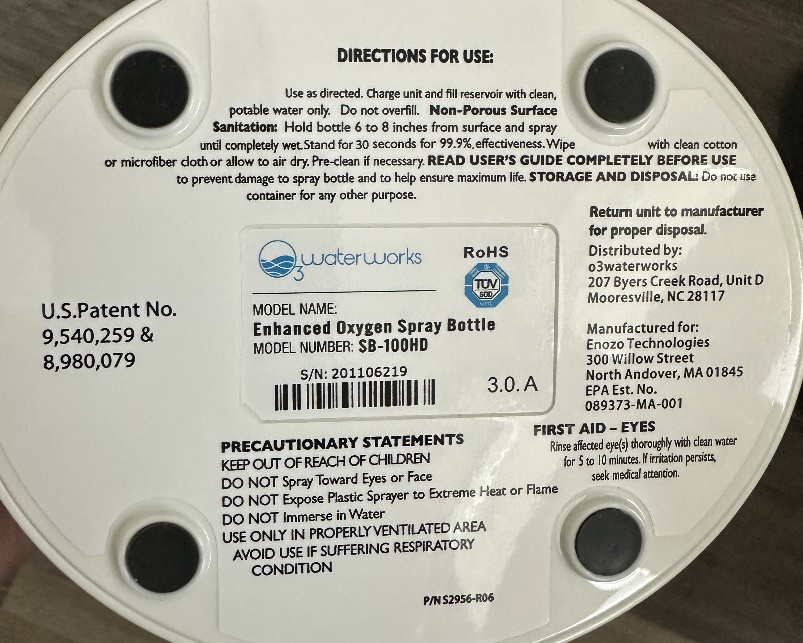 DIRECTIONS FOR USE:
Use as directed. Charge unit and fill reservoir with clean,
potable water only. Do not overfill. Non-Porous Surface
Sanitation: Hold bottle 6 to 8 inches from surface and spray
until completely wet.Stand for 30 seconds for 99.9%.effectiveness.Wipe with clean cotton
or microfiber cloth or allow to air dry. Pre-clean if necessary. READ USER'S GUIDE COMPLETELY BEFORE USE
to prevent damage to spray bottle and to help ensure maximum life. STORAGE AND DISPOSAL: Do not use
container for any other purpose.
Return unit to manufacturer
for proper disposal.
Distributed by:
o3waterworks
207 Byers Creek Road, Unit D
Mooresville, NC 28117
Manufactured for:
Enozo Technologies
300 Willow Street
North Andover, MA 01845
EPA Est. No.
089373-MA-001
U.S.Patent No.
9,540,259 &
8,980,079
O3 waterworks
RoHS
TÜV
SÜD
MODEL NAME:
Enhanced Oxygen Spray Bottle
MODEL NUMBER: SB-100HD
S/N: 201106219
3.0. A
PRECAUTIONARY STATEMENTS
KEEP OUT OF REACH OF CHILDREN
DO NOT Spray Toward Eyes or Face
DO NOT Expose Plastic Sprayer to Extreme Heat or Flame
DO NOT Immerse in Water
USE ONLY IN PROPERLY VENTILATED AREA
AVOID USE IF SUFFERING RESPIRATORY
CONDITION
FIRST AID – EYES
Rinse affected eye(s) thoroughly with clean water
for 5 to 10 minutes. If irritation persists,
seek medical attention.
P/N S2956-R06